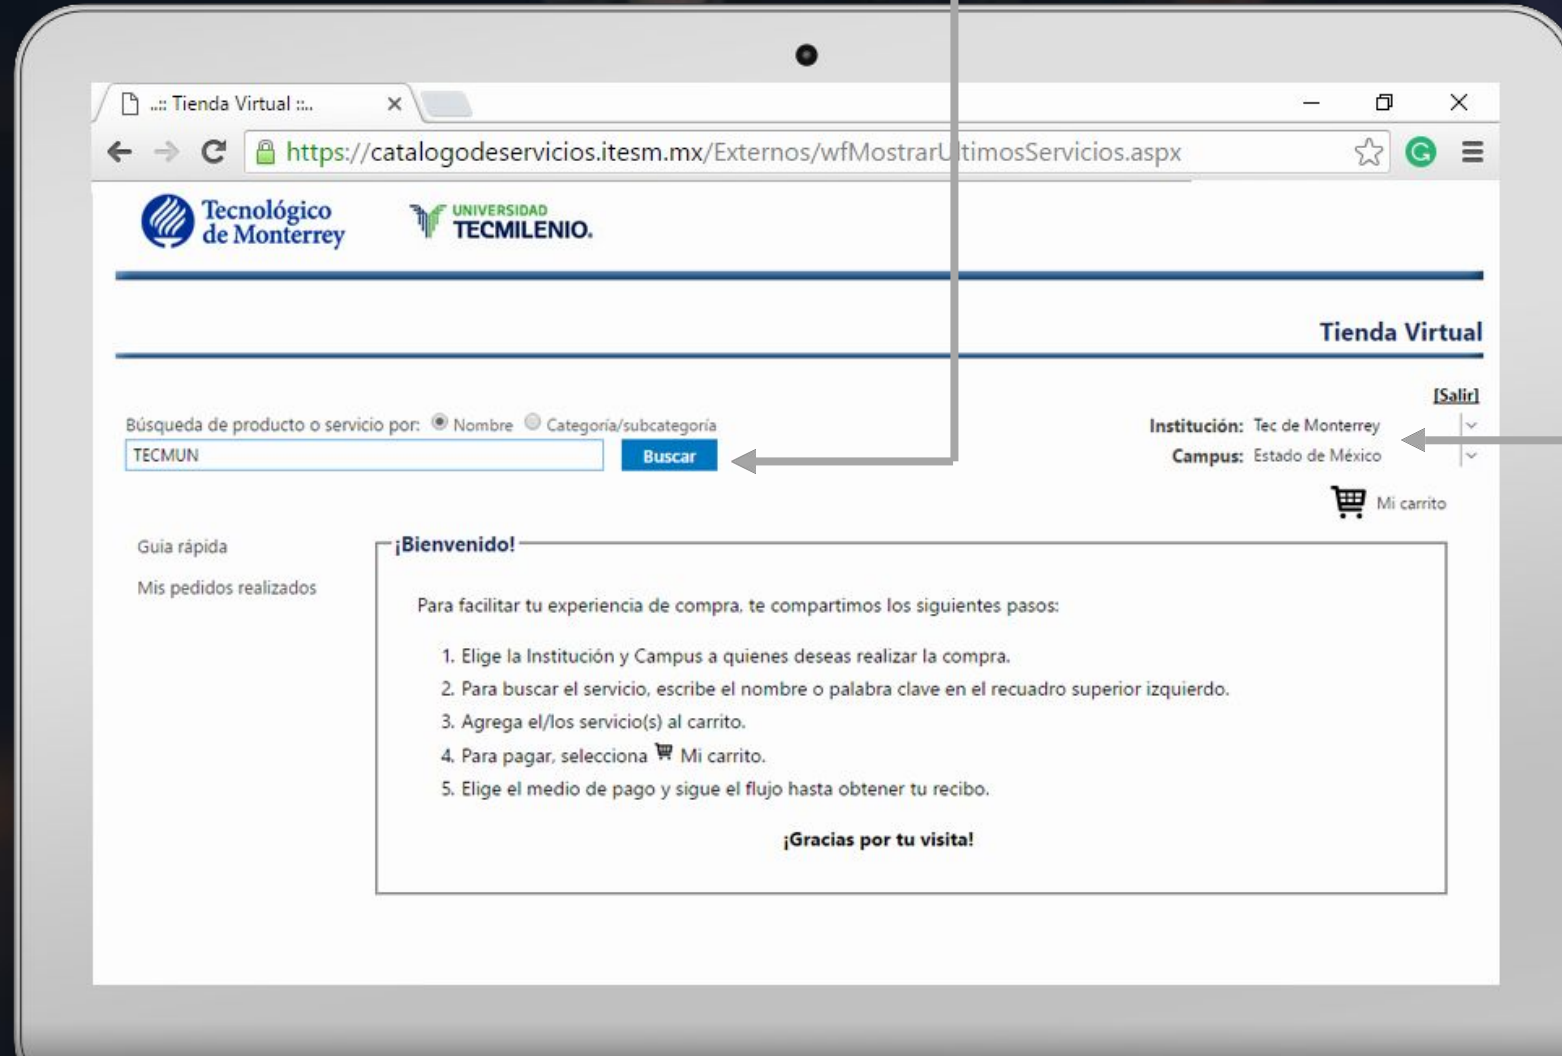 ..:: Tienda Virtual ::..
https://catalogodeservicios.itesm.mx/Externos/wfMostrarUltimosServicios.aspx
Tecnológico
de Monterrey
UNIVERSIDAD
TECMILENIO.
Tienda Virtual
[Salir]
Búsqueda de producto o servicio por: Nombre Categoría/subcategoría
Institución: Tec de Monterrey
TECMUN
Buscar
Campus: Estado de México
Mi carrito
Guia rápida
Mis pedidos realizados
¡Bienvenido!
Para facilitar tu experiencia de compra, te compartimos los siguientes pasos:
1. Elige la Institución y Campus a quienes deseas realizar la compra.
2. Para buscar el servicio, escribe el nombre o palabra clave en el recuadro superior izquierdo.
3. Agrega el/los servicio(s) al carrito.
4. Para pagar, selecciona Mi carrito.
5. Elige el medio de pago y sigue el flujo hasta obtener tu recibo.
¡Gracias por tu visita!